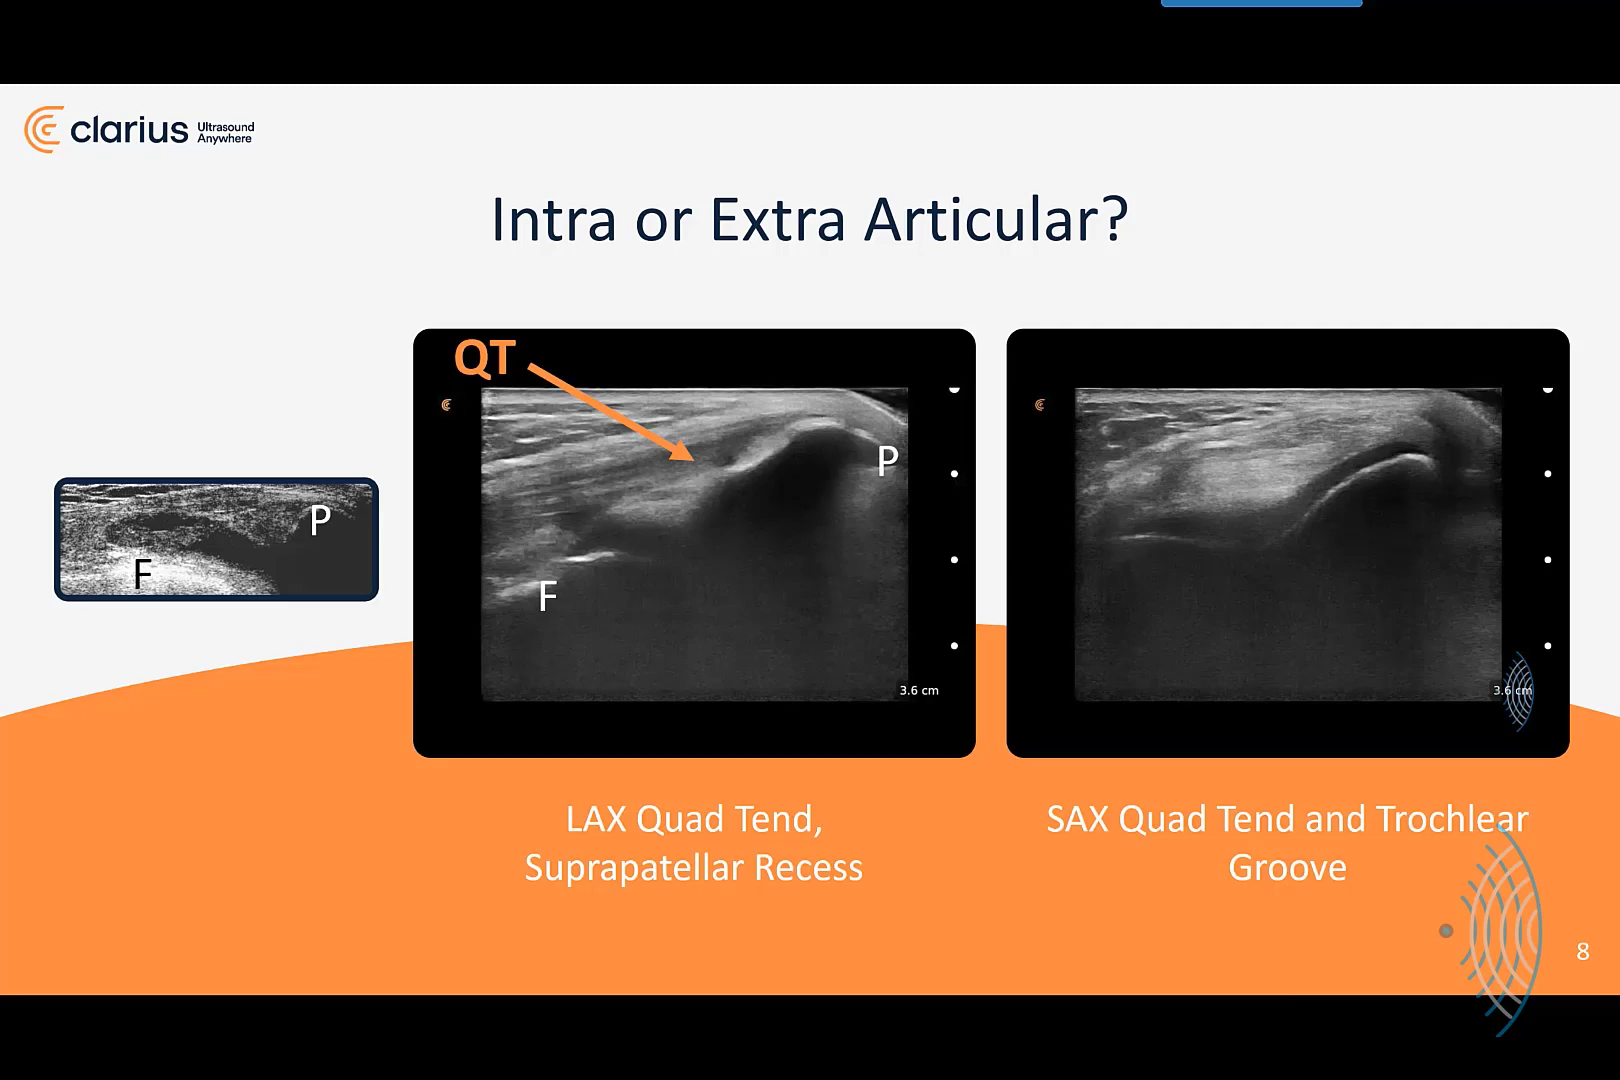 clarius Ultrasound Anywhere
Intra or Extra Articular?
P
F
QT
P
F
3.6 cm
3.6 cm
LAX Quad Tend,
Suprapatellar Recess
SAX Quad Tend and Trochlear
Groove
8